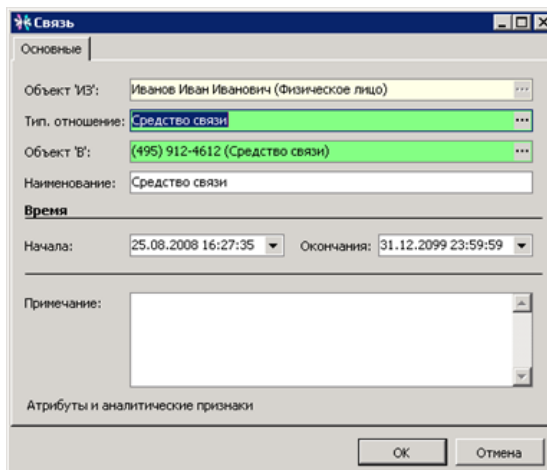 Связь
Основные
Объект 'ИЗ': Иванов Иван Иванович (Физическое лицо) ...
Тип. отношение: Средство связи ...
Объект 'В': (495) 912-4612 (Средство связи) ...
Наименование: Средство связи
Время
Начала: 25.08.2008 16:27:35 Окончания: 31.12.2099 23:59:59
Примечание:
Атрибуты и аналитические признаки
ОК Отмена